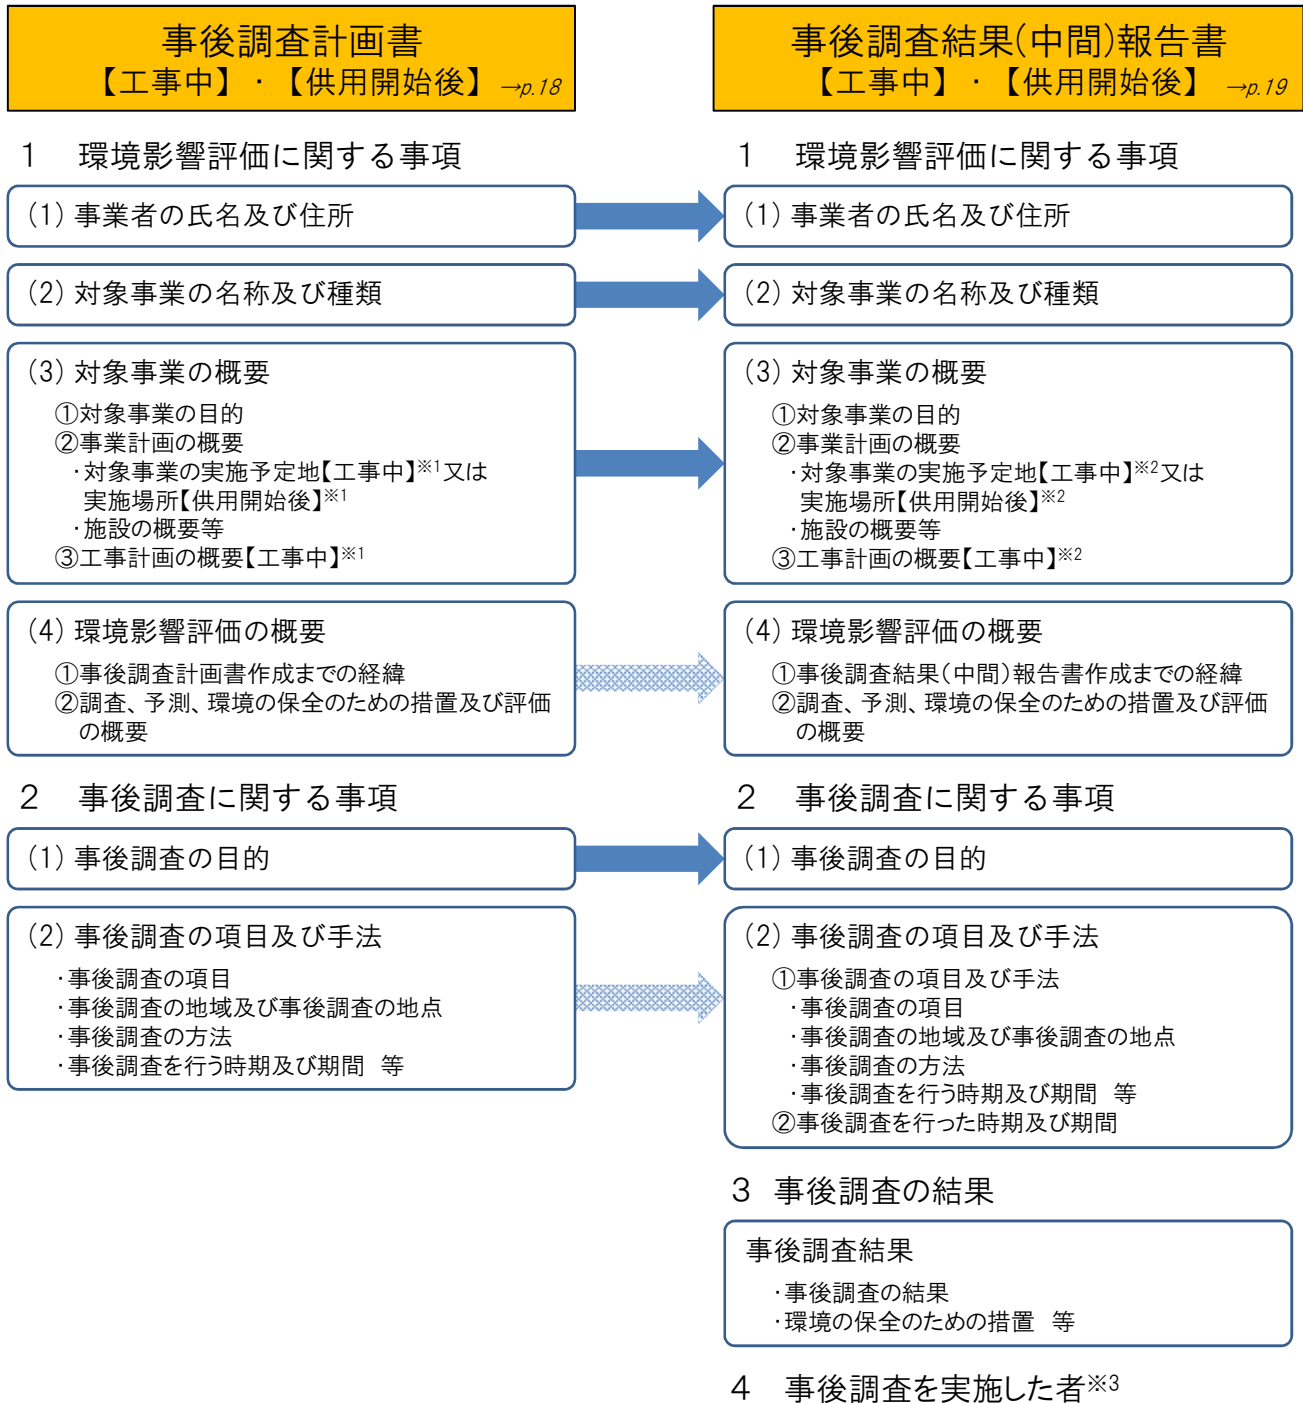 事後調査計画書
【工事中】・【供用開始後】 →p.18
1 環境影響評価に関する事項
(1) 事業者の氏名及び住所
(2) 対象事業の名称及び種類
(3) 対象事業の概要
①対象事業の目的
②事業計画の概要
・対象事業の実施予定地【工事中】※1又は
実施場所【供用開始後】※1
・施設の概要等
③工事計画の概要【工事中】※1
(4) 環境影響評価の概要
①事後調査計画書作成までの経緯
②調査、予測、環境の保全のための措置及び評価
の概要
2 事後調査に関する事項
(1) 事後調査の目的
(2) 事後調査の項目及び手法
・事後調査の項目
・事後調査の地域及び事後調査の地点
・事後調査の方法
・事後調査を行う時期及び期間 等
事後調査結果(中間)報告書
【工事中】・【供用開始後】 →p.19
1 環境影響評価に関する事項
(1) 事業者の氏名及び住所
(2) 対象事業の名称及び種類
(3) 対象事業の概要
①対象事業の目的
②事業計画の概要
・対象事業の実施予定地【工事中】※2又は
実施場所【供用開始後】※2
・施設の概要等
③工事計画の概要【工事中】※2
(4) 環境影響評価の概要
①事後調査結果(中間)報告書作成までの経緯
②調査、予測、環境の保全のための措置及び評価
の概要
2 事後調査に関する事項
(1) 事後調査の目的
(2) 事後調査の項目及び手法
①事後調査の項目及び手法
・事後調査の項目
・事後調査の地域及び事後調査の地点
・事後調査の方法
・事後調査を行う時期及び期間 等
②事後調査を行った時期及び期間
3 事後調査の結果
事後調査結果
・事後調査の結果
・環境の保全のための措置 等
4 事後調査を実施した者※3